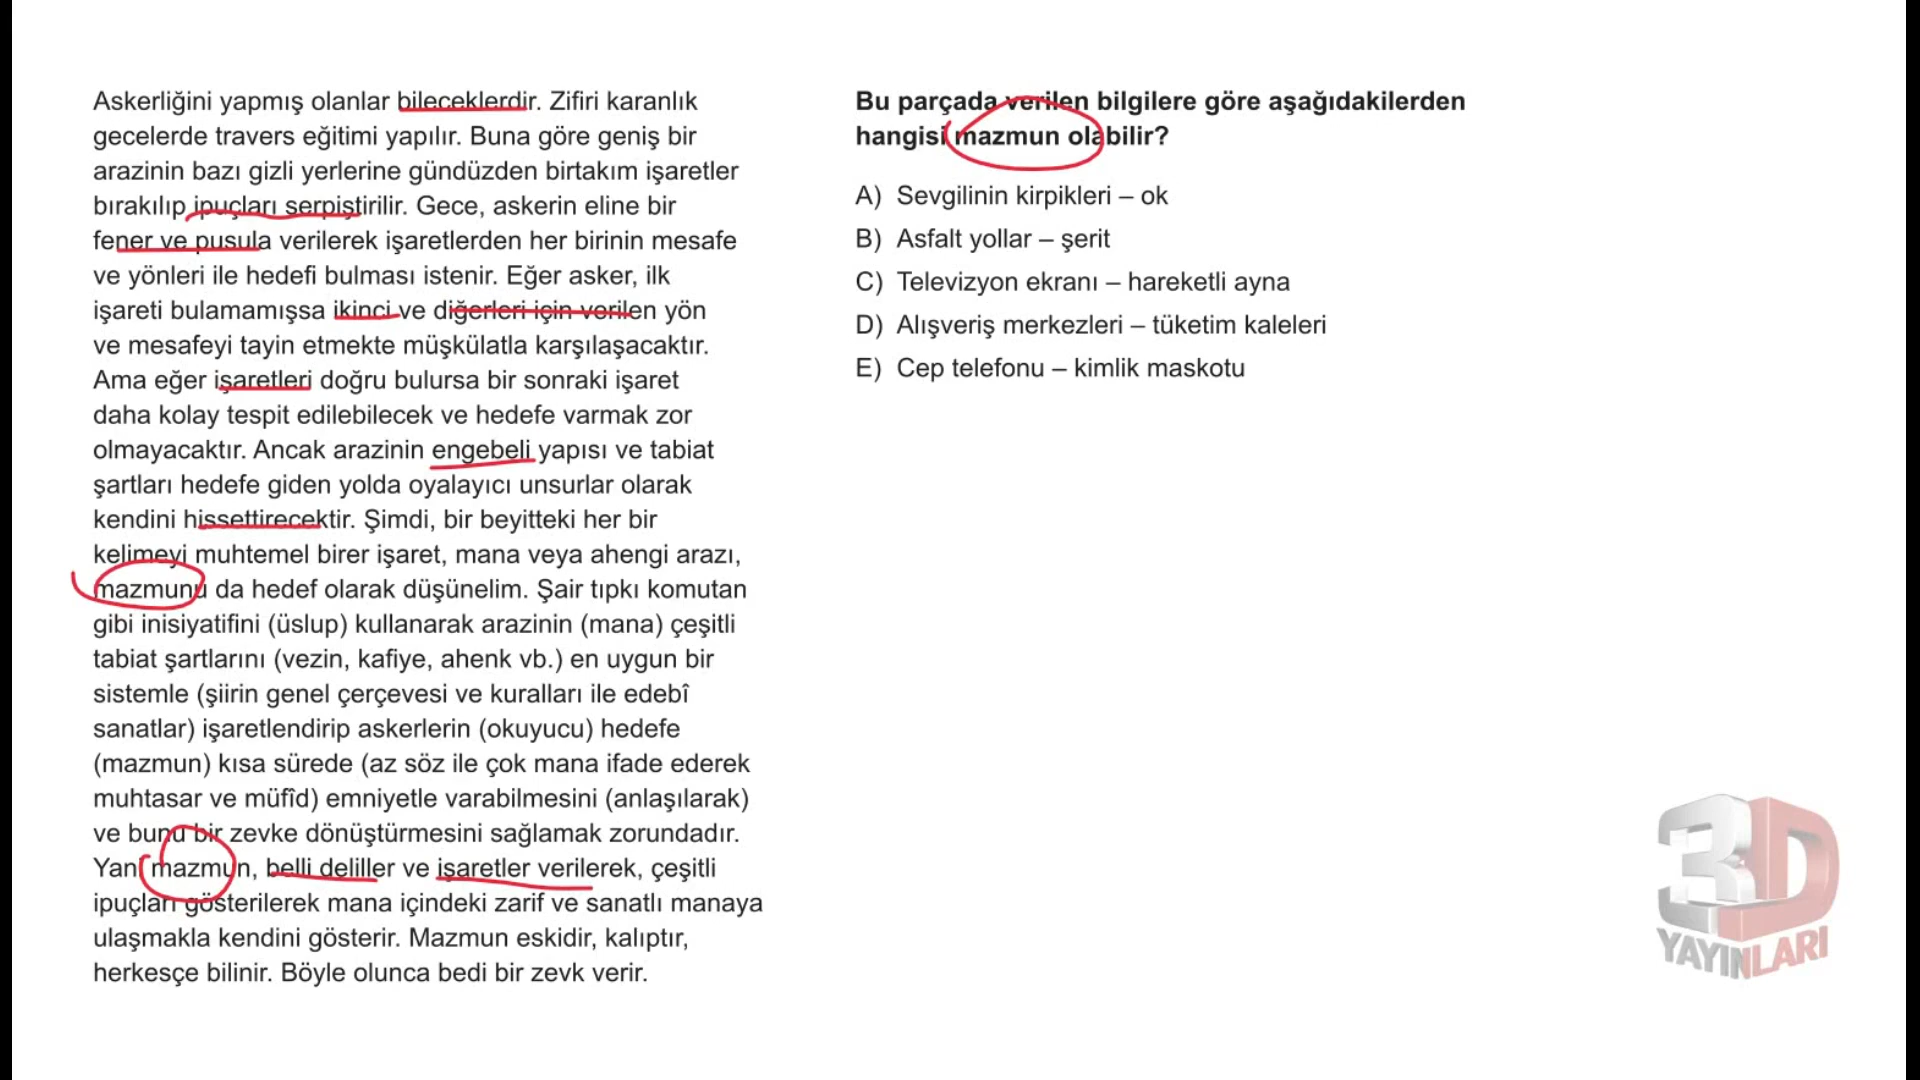 Askerliğini yapmış olanlar bileceklerdir. Zifiri karanlık
gecelerde travers eğitimi yapılır. Buna göre geniş bir
arazinin bazı gizli yerlerine gündüzden birtakım işaretler
bırakılıp ipuçları serpiştirilir. Gece, askerin eline bir
fener ve pusula verilerek işaretlerden her birinin mesafe
ve yönleri ile hedefi bulması istenir. Eğer asker, ilk
işareti bulamamışsa ikinci ve diğerleri için verilen yön
ve mesafeyi tayin etmekte müşkülatla karşılaşacaktır.
Ama eğer işaretleri doğru bulursa bir sonraki işaret
daha kolay tespit edilebilecek ve hedefe varmak zor
olmayacaktır. Ancak arazinin engebeli yapısı ve tabiat
şartları hedefe giden yolda oyalayıcı unsurlar olarak
kendini hissettirecektir. Şimdi, bir beyitteki her bir
kelimeyi muhtemel birer işaret, mana veya ahengi arazı,
mazmunu da hedef olarak düşünelim. Şair tıpkı komutan
gibi inisiyatifini (üslup) kullanarak arazinin (mana) çeşitli
tabiat şartlarını (vezin, kafiye, ahenk vb.) en uygun bir
sistemle (şiirin genel çerçevesi ve kuralları ile edebî
sanatlar) işaretlendirip askerlerin (okuyucu) hedefe
(mazmun) kısa sürede (az söz ile çok mana ifade ederek
muhtasar ve müfîd) emniyetle varabilmesini (anlaşılarak)
ve bunu bir zevke dönüştürmesini sağlamak zorundadır.
Yani mazmun, belli deliller ve işaretler verilerek, çeşitli
ipuçları gösterilerek mana içindeki zarif ve sanatlı manaya
ulaşmakla kendini gösterir. Mazmun eskidir, kalıptır,
herkesçe bilinir. Böyle olunca bedi bir zevk verir.
Bu parçada verilen bilgilere göre aşağıdakilerden
hangisi mazmun olabilir?
A) Sevgilinin kirpikleri – ok
B) Asfalt yollar – şerit
C) Televizyon ekranı – hareketli ayna
D) Alışveriş merkezleri – tüketim kaleleri
E) Cep telefonu – kimlik maskotu
3D
YAYINLARI